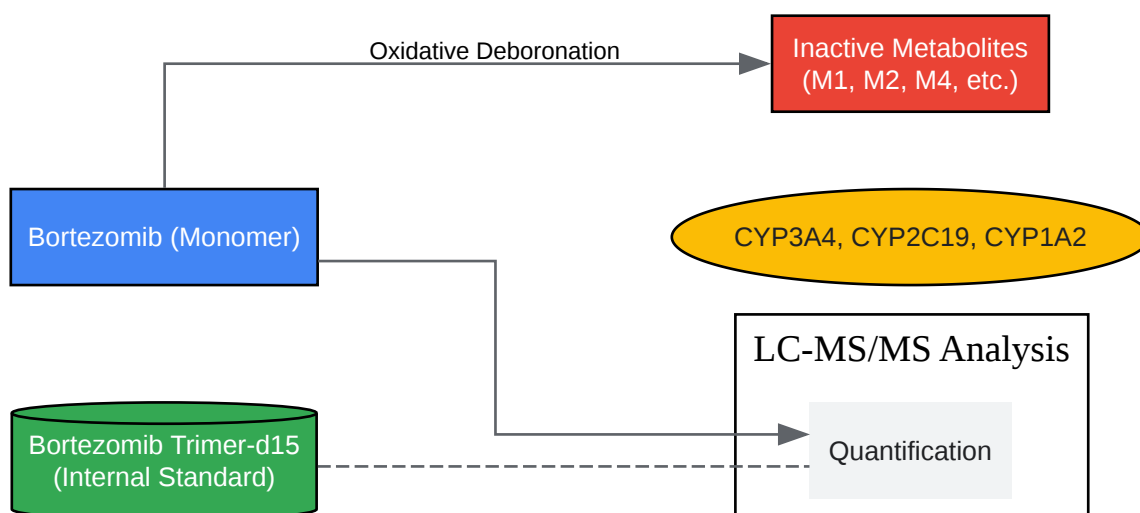 Oxidative Deboronation
Inactive Metabolites
(M1, M2, M4, etc.)
Bortezomib (Monomer)
CYP3A4, CYP2C19, CYP1A2
LC-MS/MS Analysis
Bortezomib Trimer-d15
(Internal Standard)
Quantification